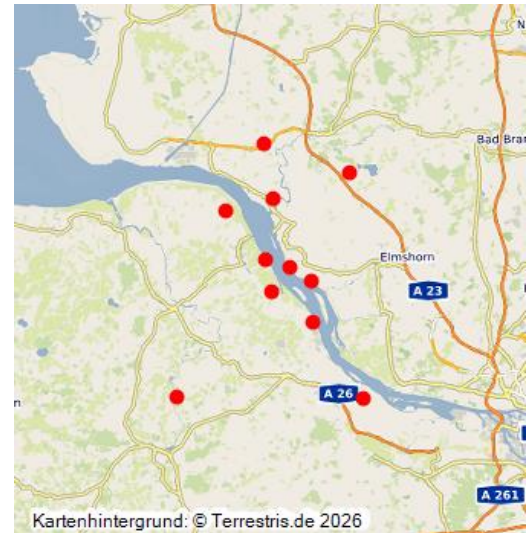 N
Bad Bra
Elmshorn
A 23
A 26
n
A 261
Kartenhintergrund: © Terrestris.de 2026